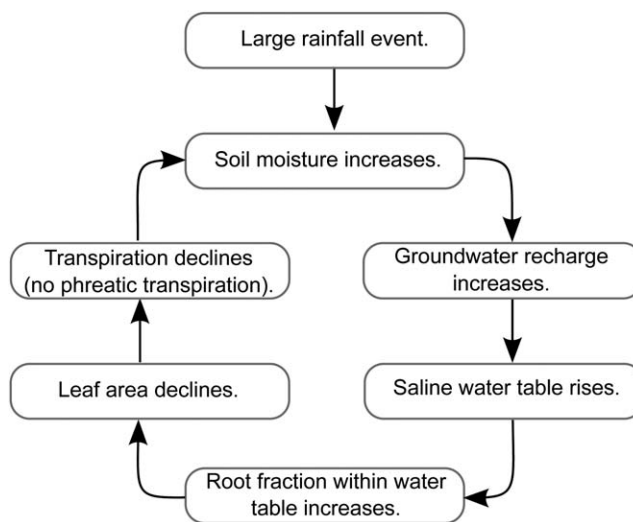 Large rainfall event.
Soil moisture increases.
Transpiration declines
(no phreatic transpiration).
Groundwater recharge
increases.
Leaf area declines.
Saline water table rises.
Root fraction within water
table increases.